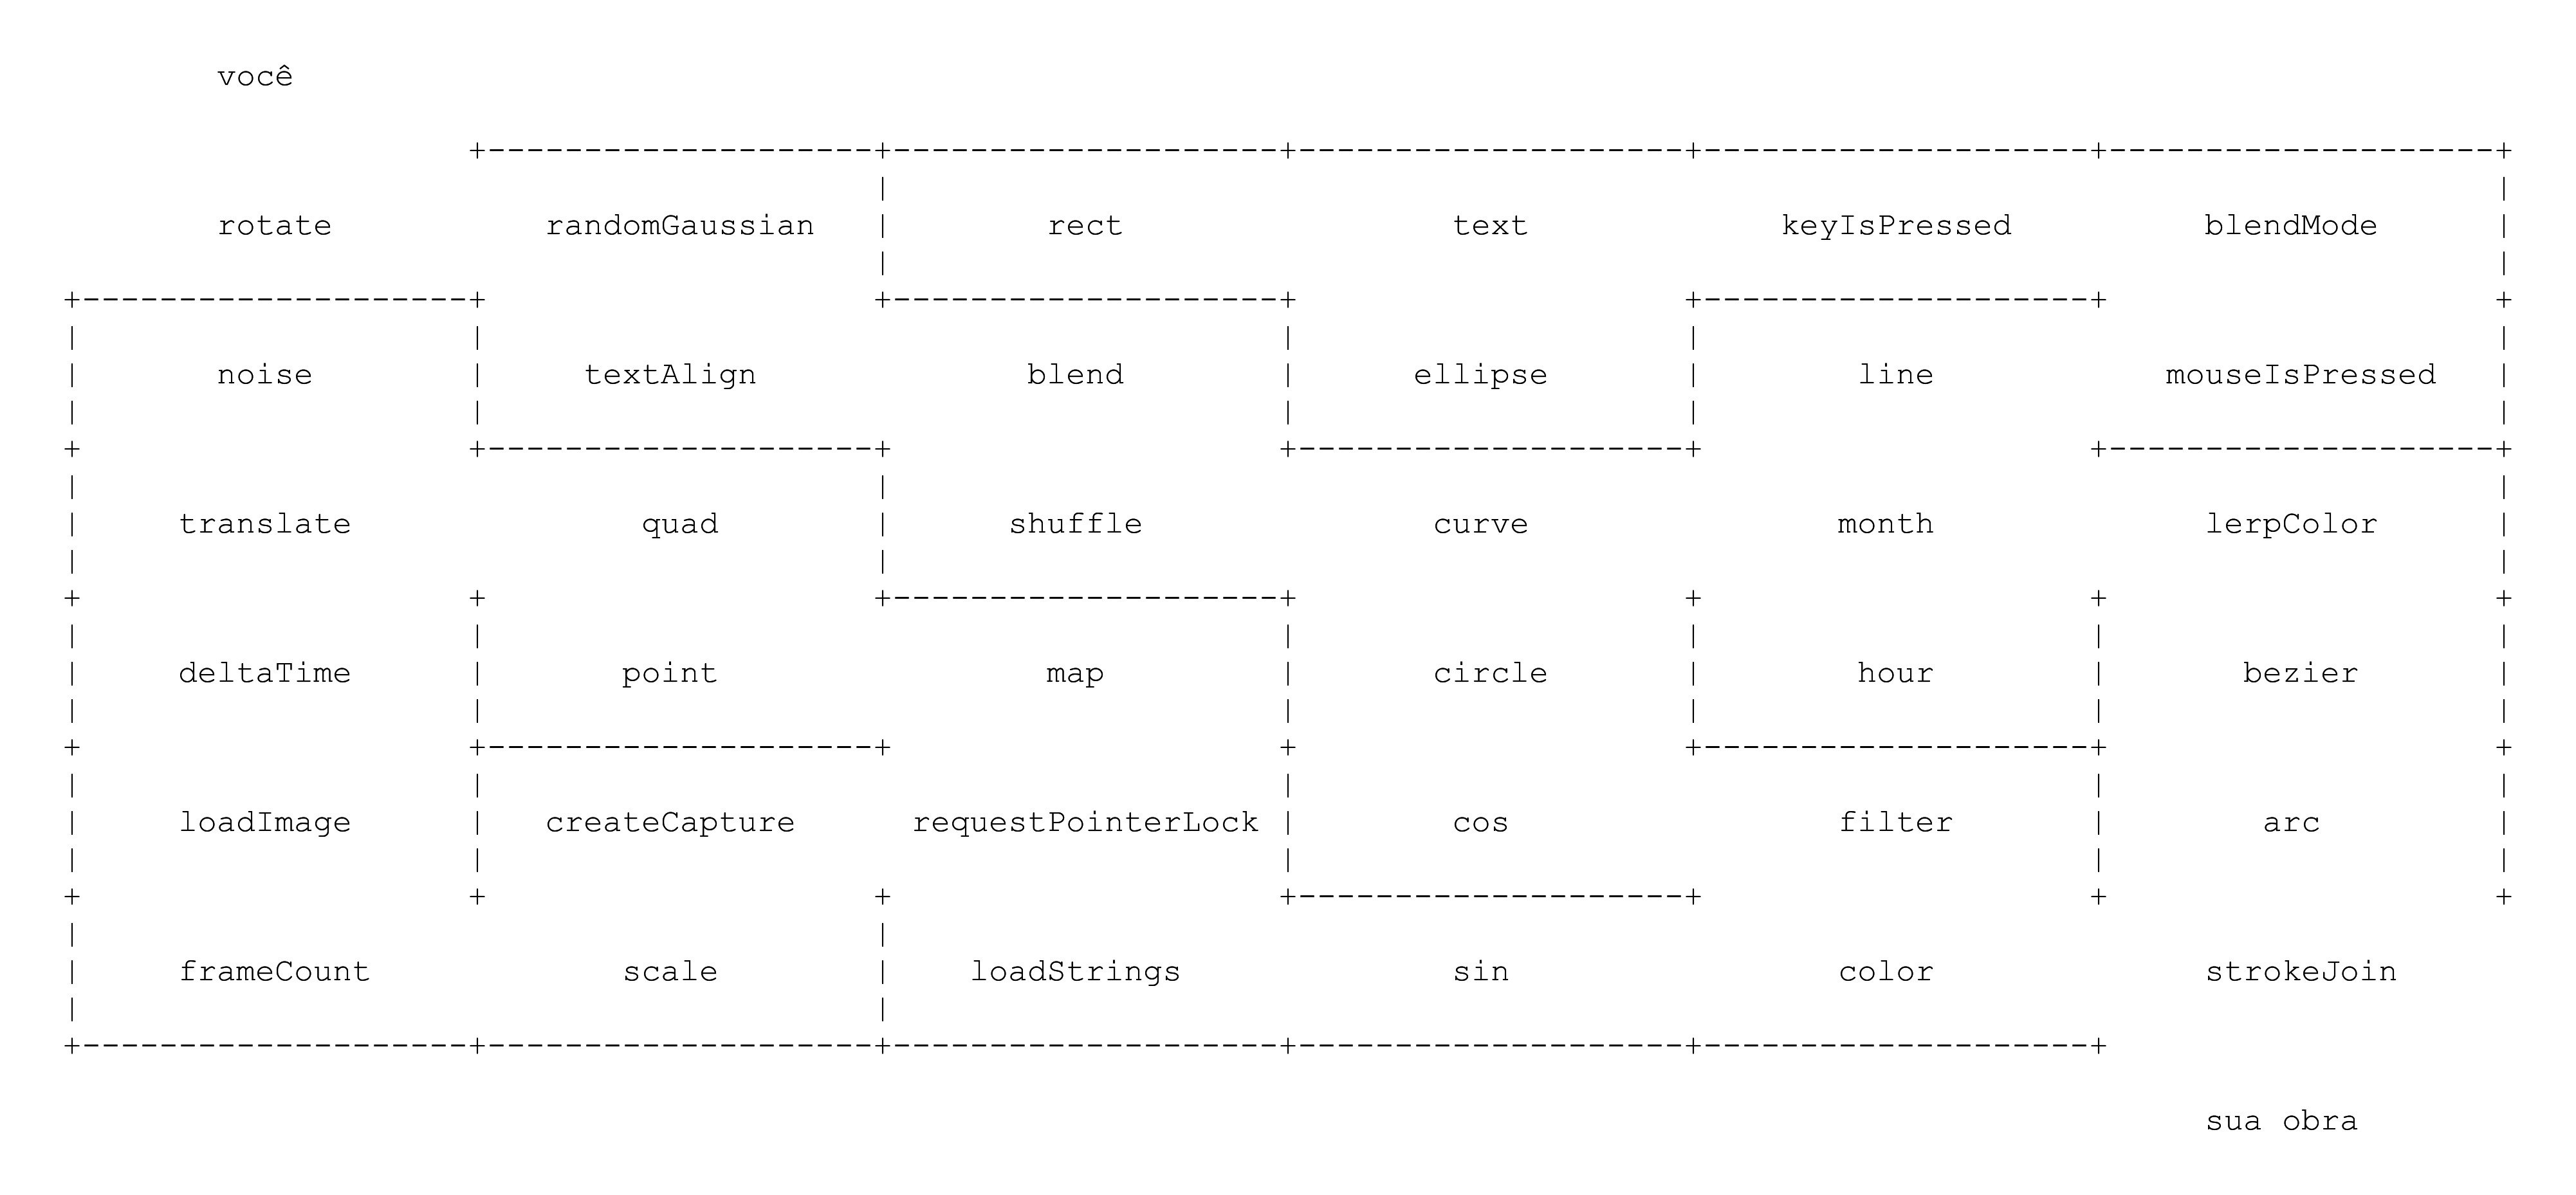 você
rotate randomGaussian rect text keyIsPressed blendMode
noise textAlign blend ellipse line mouseIsPressed
translate quad shuffle curve month lerpColor
deltaTime point map circle hour bezier
loadImage createCapture requestPointerLock cos filter arc
frameCount scale loadStrings sin color strokeJoin
sua obra